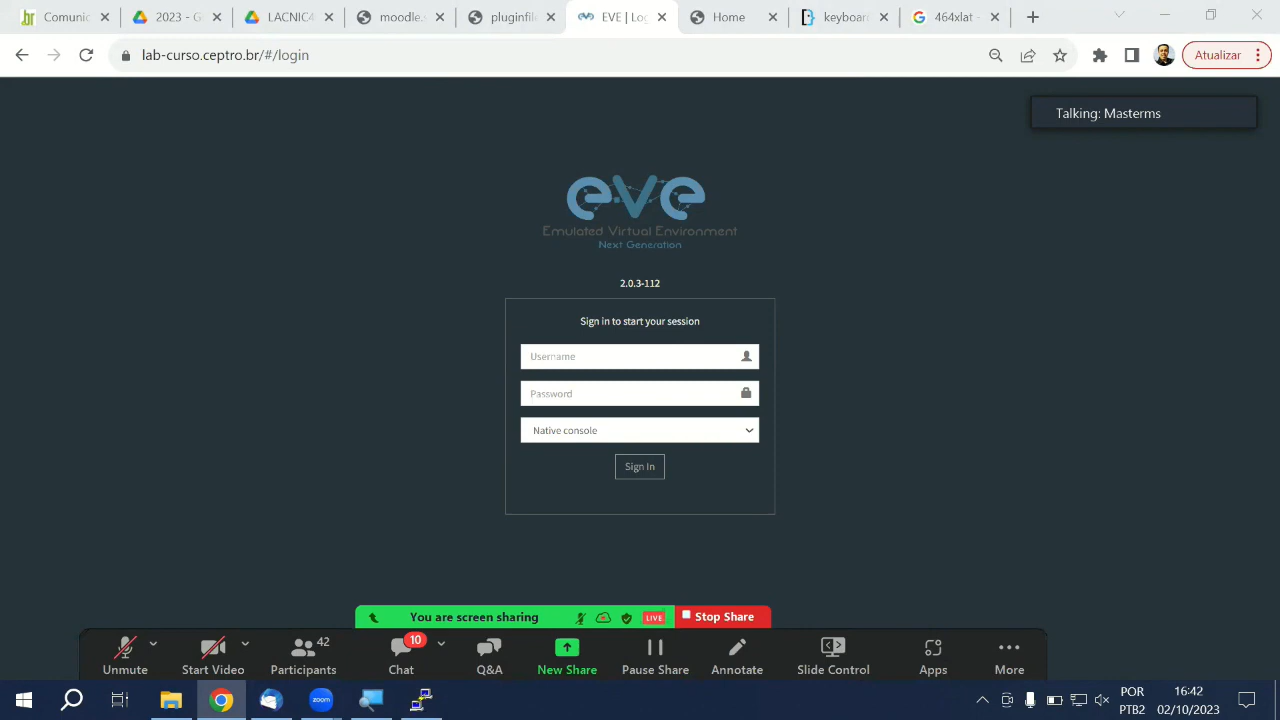 Comunic
2023 - G
LACNIC4
moodle.
pluginfile
EVE | Log
Home
keyboard
464xlat -
lab-curso.ceptro.br/#/login
Atualizar
Talking: Masterms
eve
Emulated Virtual Environment
Next Generation
2.0.3-112
Sign in to start your session
Username
Password
Native console
Sign In
You are screen sharing
LIVE
Stop Share
42
10
Unmute
Start Video
Participants
Chat
Q&A
New Share
Pause Share
Annotate
Slide Control
Apps
More
zoom
POR
PTB2
16:42
02/10/2023